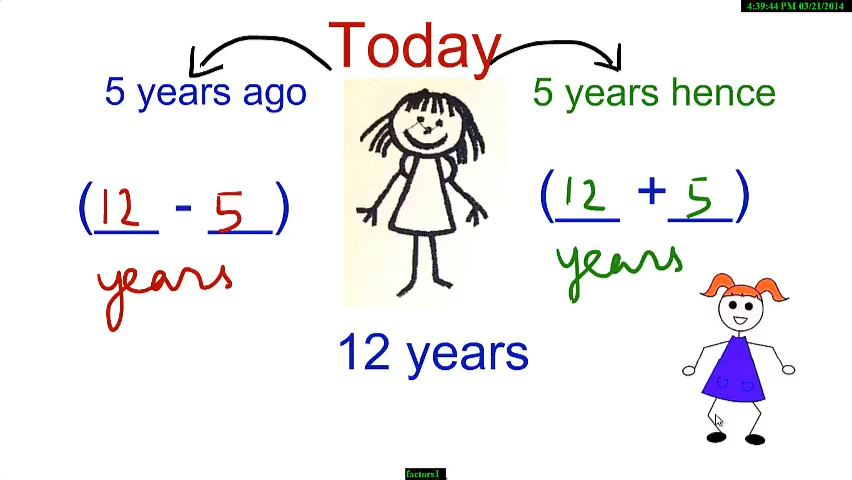 4:39:44 PM 03/21/2014
Today
5 years ago
5 years hence
(12 - 5)
years
(12 + 5)
years
12 years
factors1